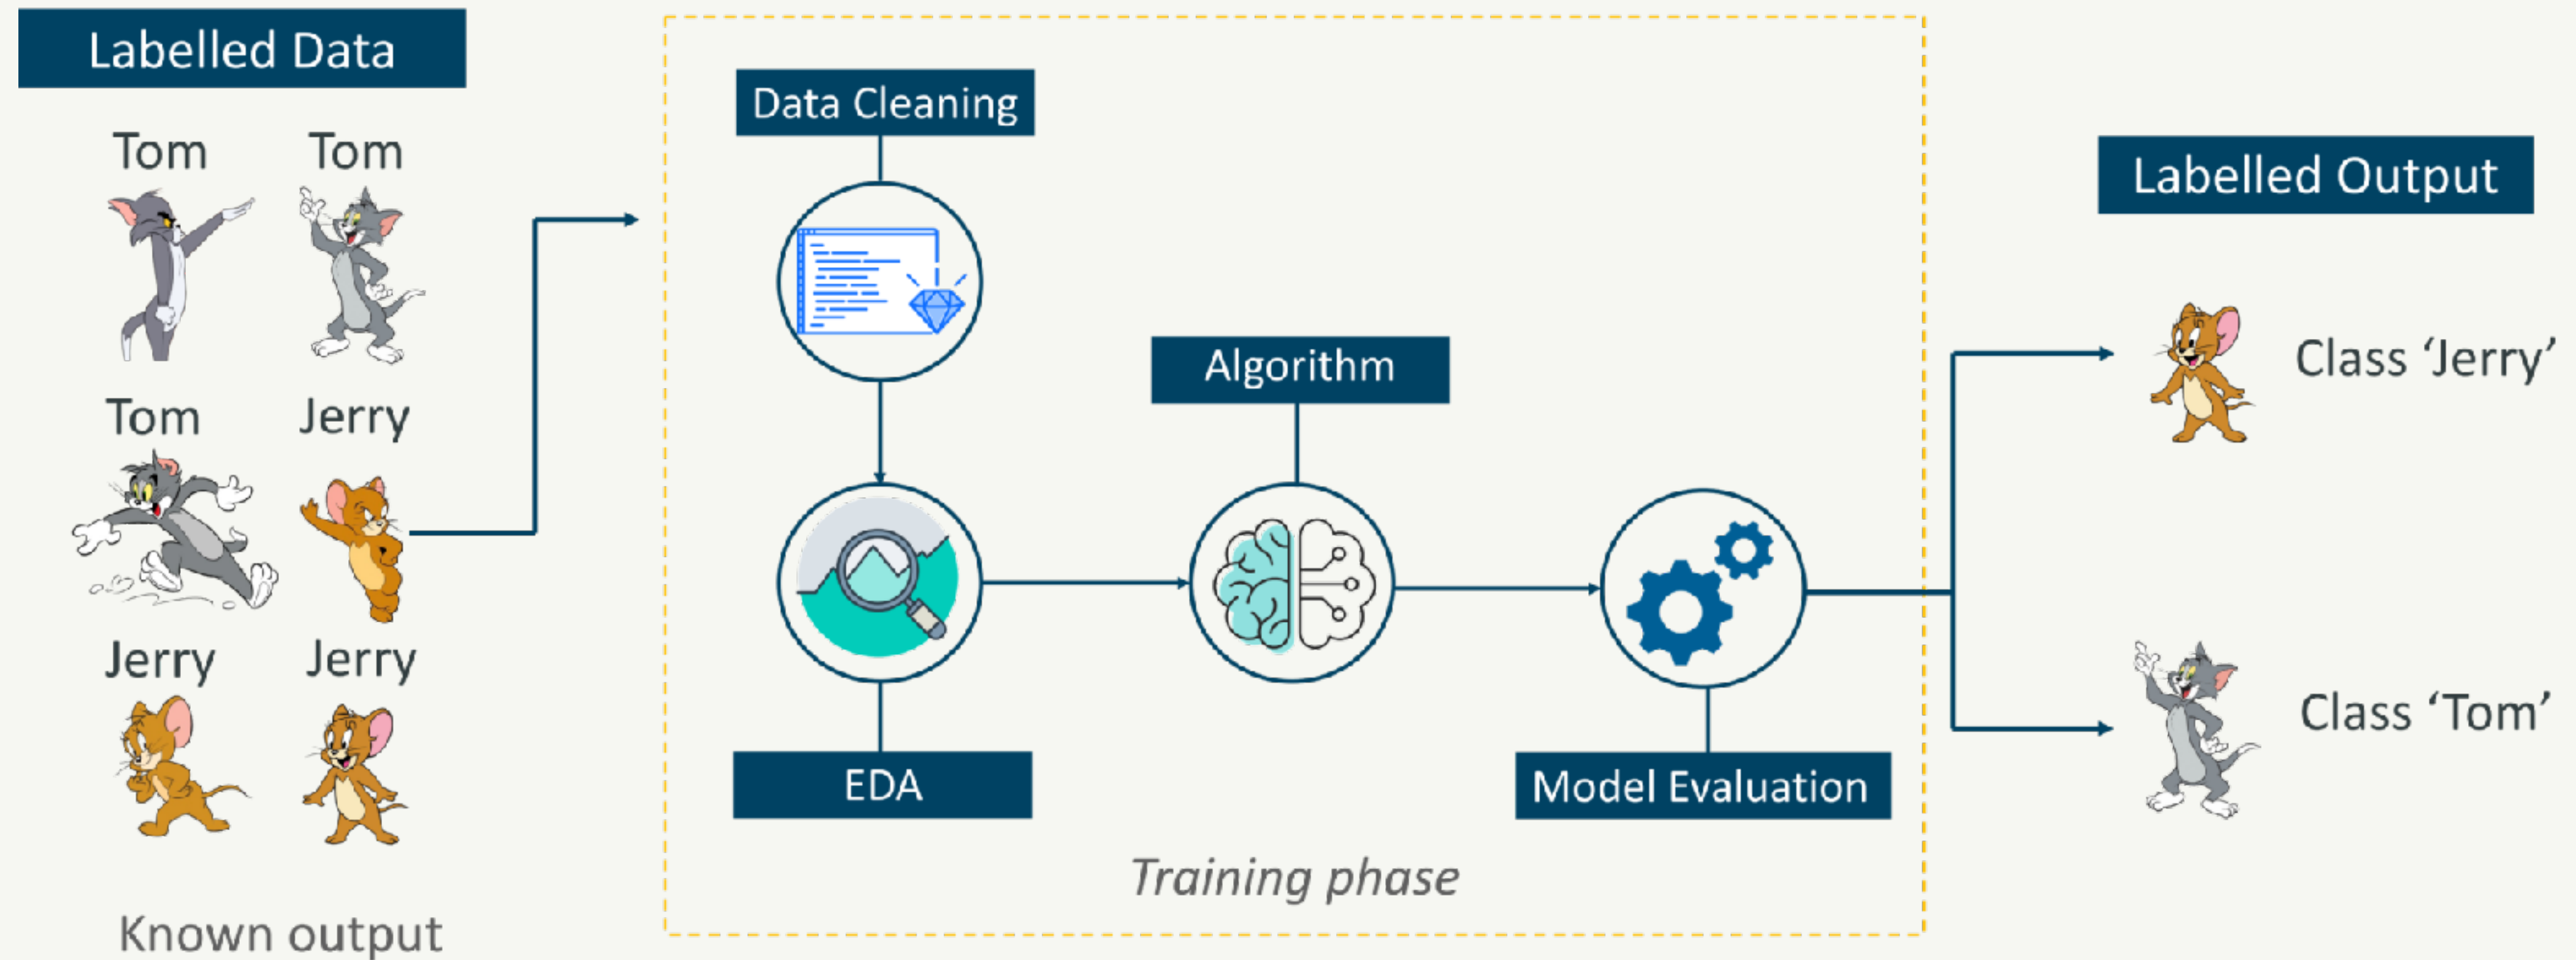 Labelled Data
Tom Tom
Tom Jerry
Jerry Jerry
Known output
Data Cleaning
Algorithm
EDA
Model Evaluation
Training phase
Labelled Output
Class ‘Jerry’
Class ‘Tom’